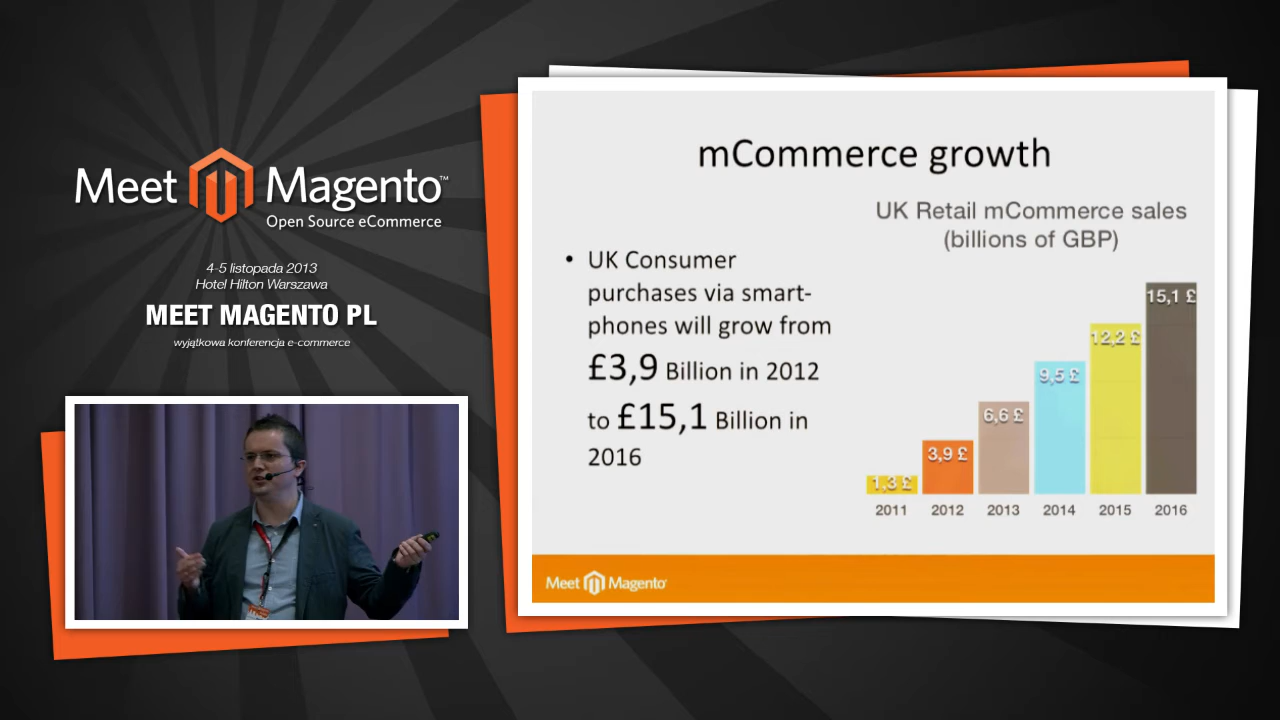 Meet Magento™
Open Source eCommerce
4-5 listopada 2013
Hotel Hilton Warszawa
MEET MAGENTO PL
wyjątkowa konferencja e-commerce
mCommerce growth
• UK Consumer
purchases via smart-
phones will grow from
£3,9 Billion in 2012
to £15,1 Billion in
2016
UK Retail mCommerce sales
(billions of GBP)
1,3 £
3,9 £
6,6 £
9,5 £
12,2 £
15,1 £
2011 2012 2013 2014 2015 2016
Meet Magento